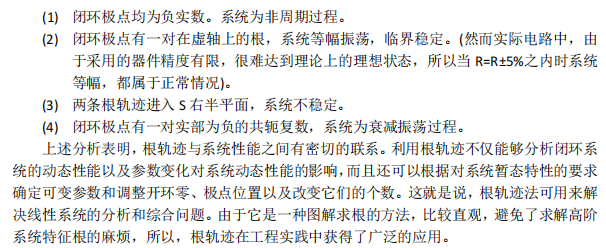 (1) 闭环极点均为负实数。系统为非周期过程。
(2) 闭环极点有一对在虚轴上的根，系统等幅振荡，临界稳定。(然而实际电路中，由
于采用的器件精度有限，很难达到理论上的理想状态，所以当 R=R±5%之内时系统
等幅，都属于正常情况)。
(3) 两条根轨迹进入 S 右半平面，系统不稳定。
(4) 闭环极点有一对实部为负的共轭复数，系统为衰减振荡过程。
上述分析表明，根轨迹与系统性能之间有密切的联系。利用根轨迹不仅能够分析闭环系
统的动态性能以及参数变化对系统动态性能的影响，而且还可以根据对系统暂态特性的要求
确定可变参数和调整开环零、极点位置以及改变它们的个数。这就是说，根轨迹法可用来解
决线性系统的分析和综合问题。由于它是一种图解求根的方法，比较直观，避免了求解高阶
系统特征根的麻烦，所以，根轨迹在工程实践中获得了广泛的应用。